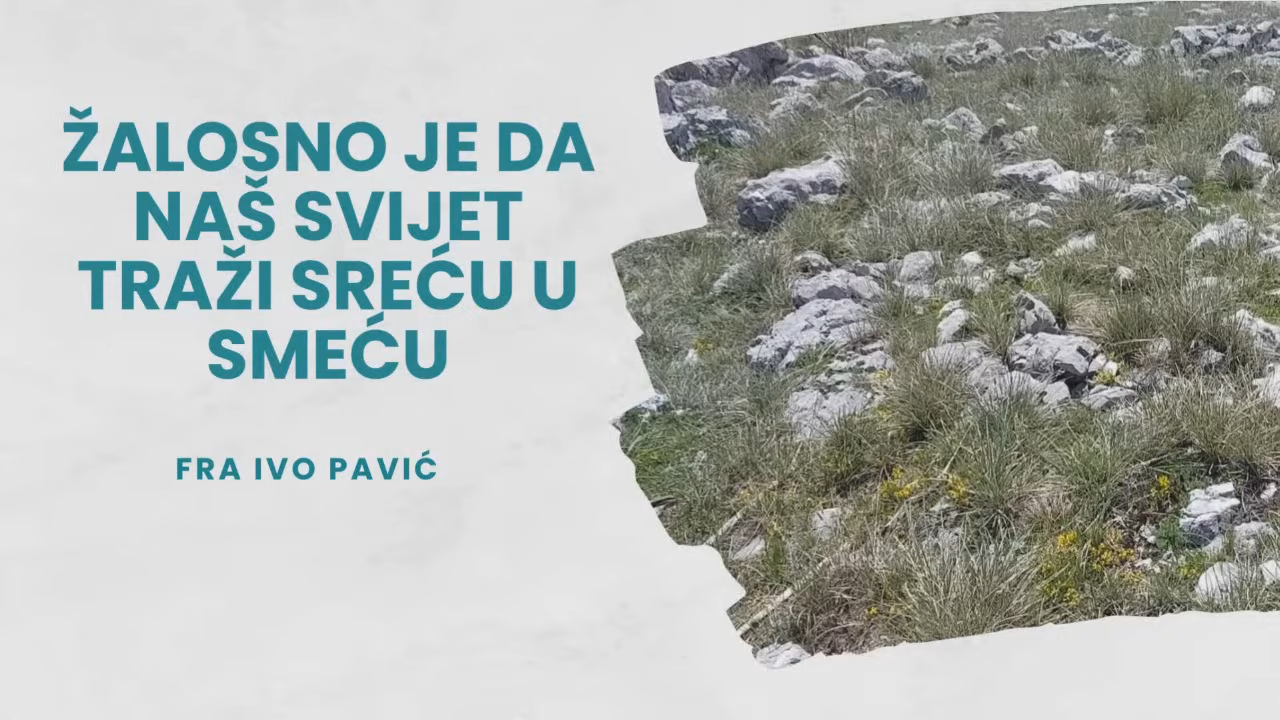 ŽALOSNO JE DA
NAŠ SVIJET
TRAŽI SREĆU U
SMEĆU
FRA IVO PAVIĆ